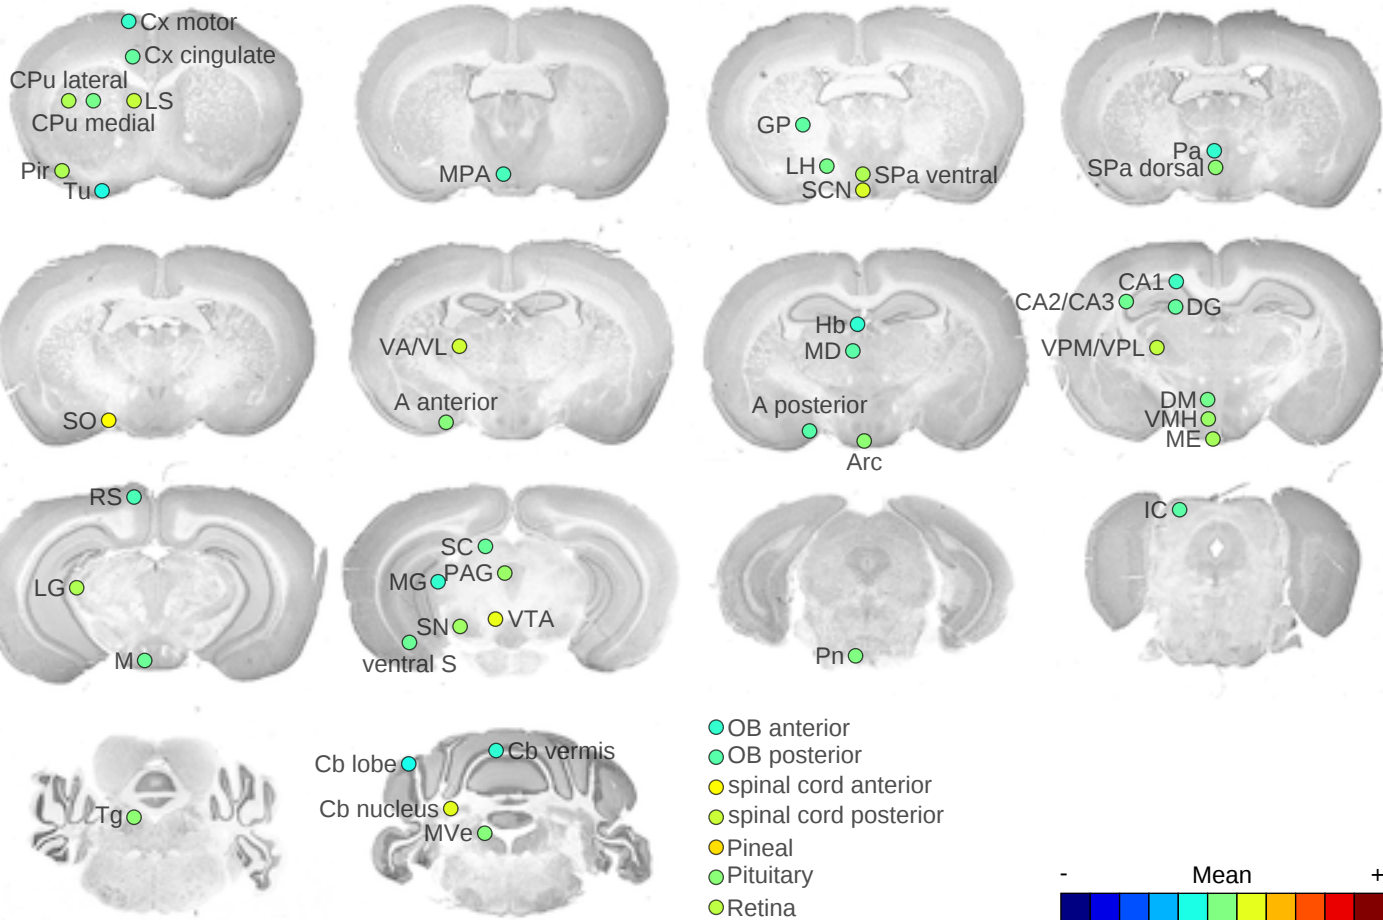 Cx motor
Cx cingulate
CPu lateral
LS
CPu medial
Pir
Tu
MPA
GP
LH
SPa ventral
SCN
Pa
SPa dorsal
SO
VA/VL
A anterior
Hb
MD
A posterior
Arc
CA1
CA2/CA3
DG
VPM/VPL
DM
VMH
ME
RS
LG
M
SC
MG
PAG
SN
VTA
ventral S
Pn
IC
Tg
Cb lobe
Cb vermis
Cb nucleus
MVe
OB anterior
OB posterior
spinal cord anterior
spinal cord posterior
Pineal
Pituitary
Retina
- Mean +